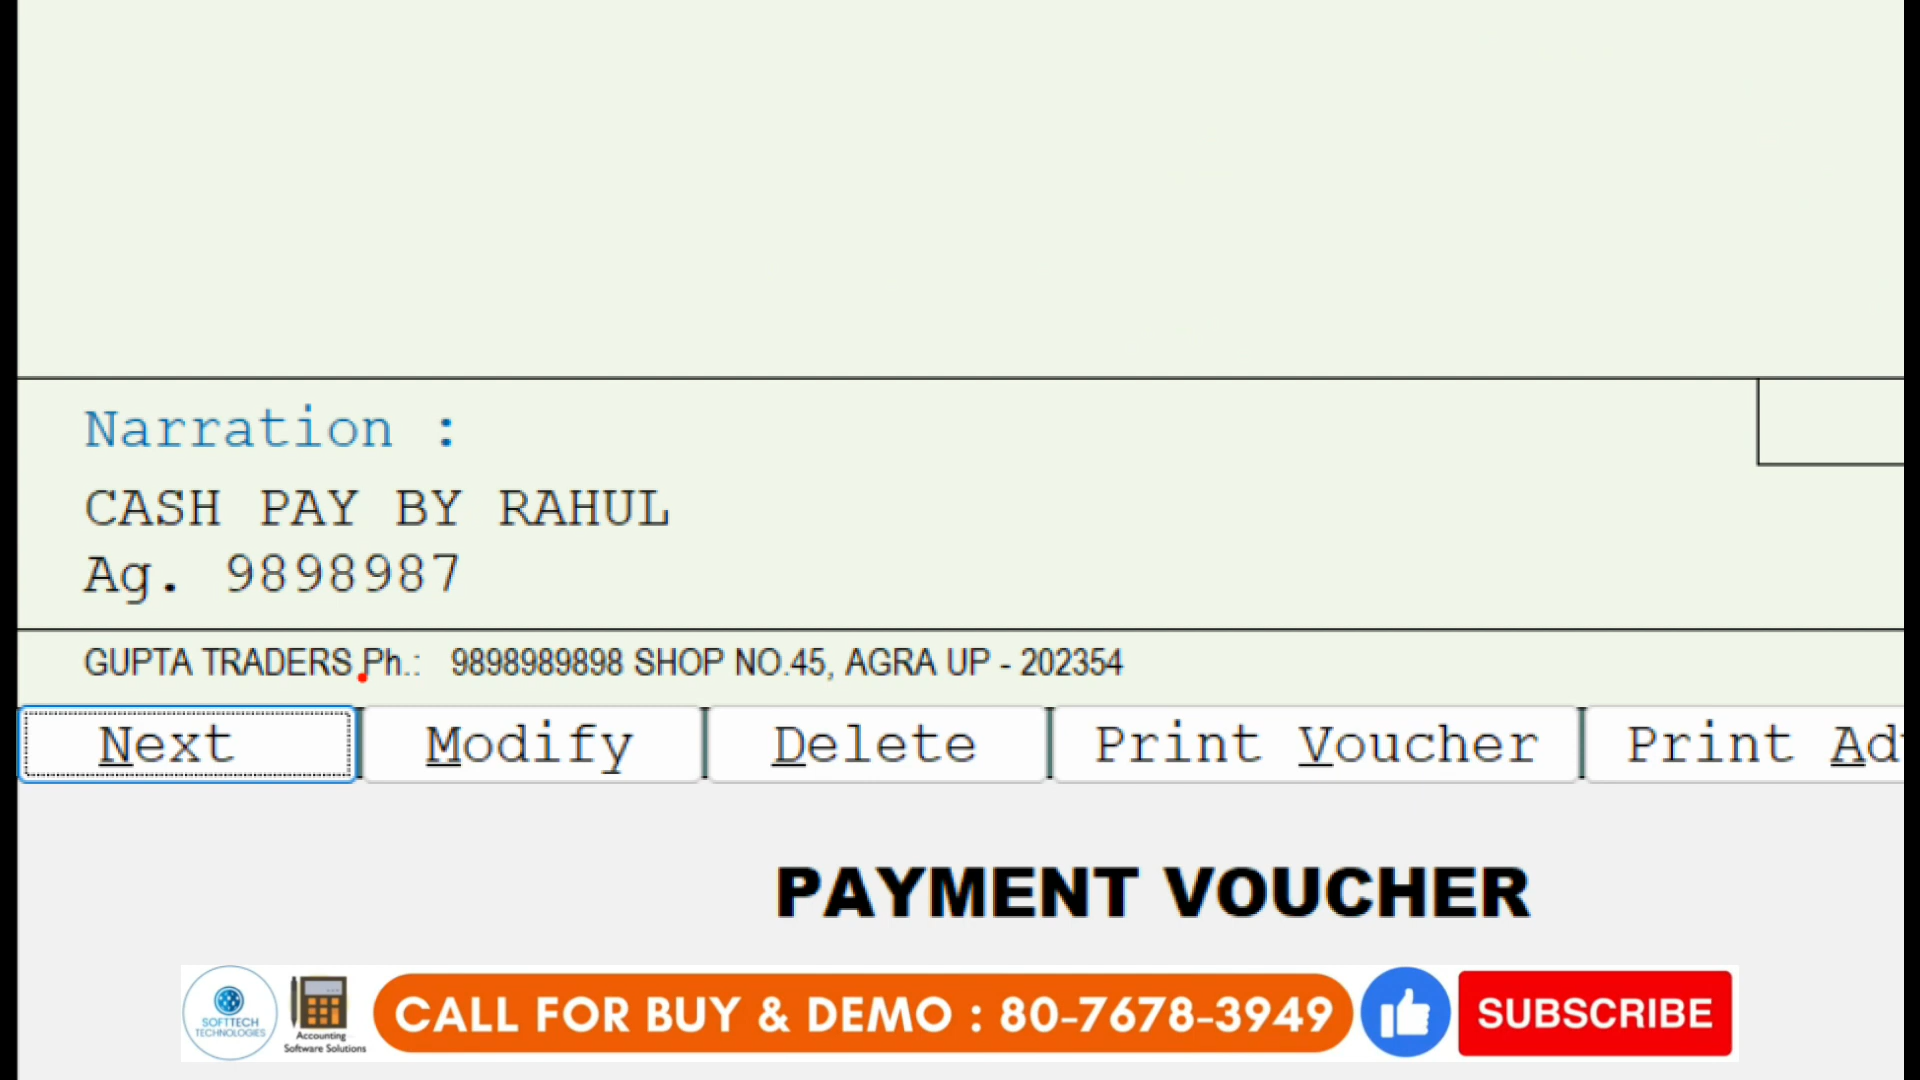 Narration :
CASH PAY BY RAHUL
Ag. 9898987
GUPTA TRADERS Ph.: 9898989898 SHOP NO.45, AGRA UP - 202354
Next Modify Delete Print Voucher Print Ad
PAYMENT VOUCHER
SOFTTECH
TECHNOLOGIES
Accounting
Software Solutions
CALL FOR BUY & DEMO : 80-7678-3949
SUBSCRIBE